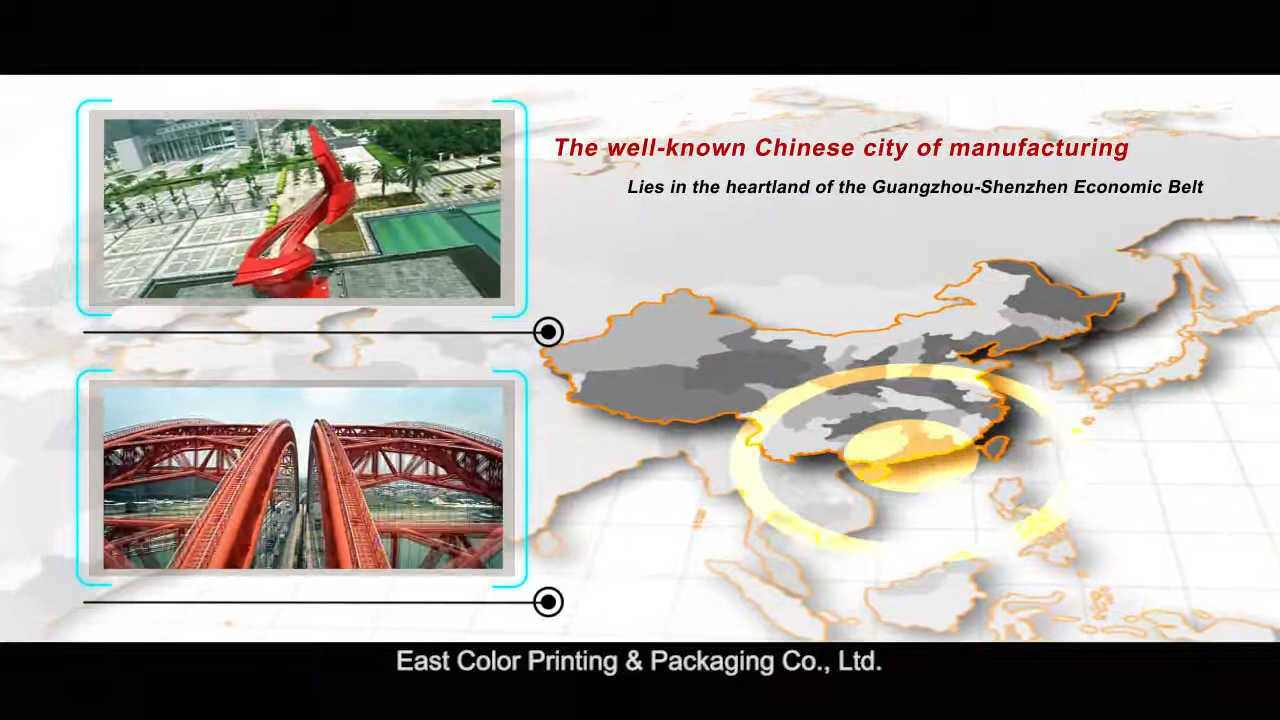 The well-known Chinese city of manufacturing
Lies in the heartland of the Guangzhou-Shenzhen Economic Belt
East Color Printing & Packaging Co., Ltd.